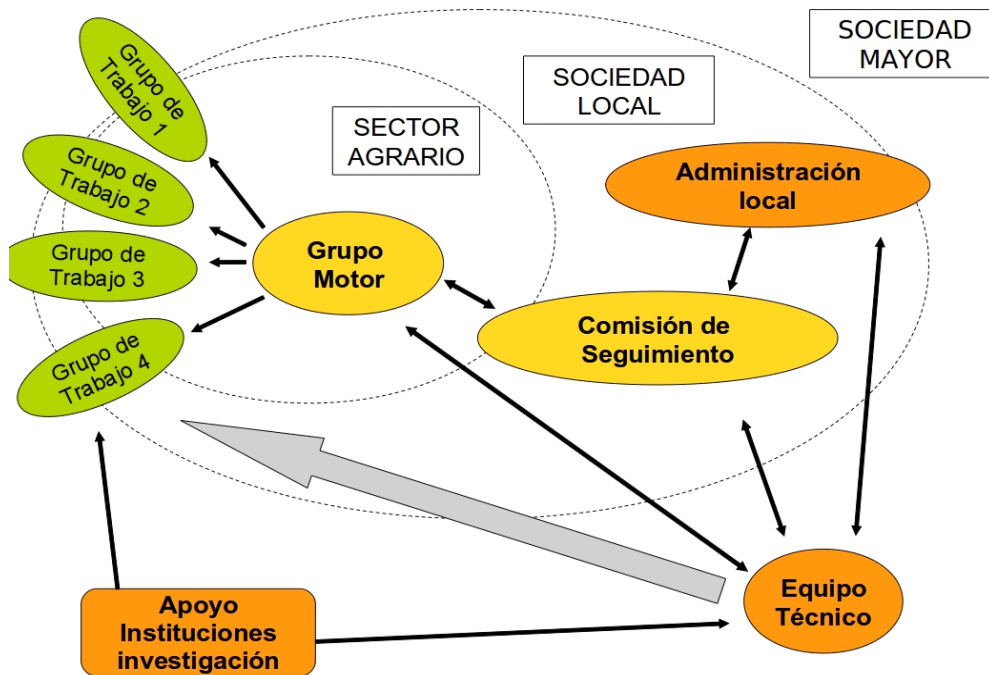 Grupo de
Trabajo 1
SOCIEDAD
MAYOR
SOCIEDAD
LOCAL
SECTOR
AGRARIO
Grupo de
Trabajo 2
Administración
local
Grupo de
Trabajo 3
Grupo
Motor
Comisión de
Seguimiento
Grupo de
Trabajo 4
Equipo
Técnico
Apoyo
Instituciones
investigación